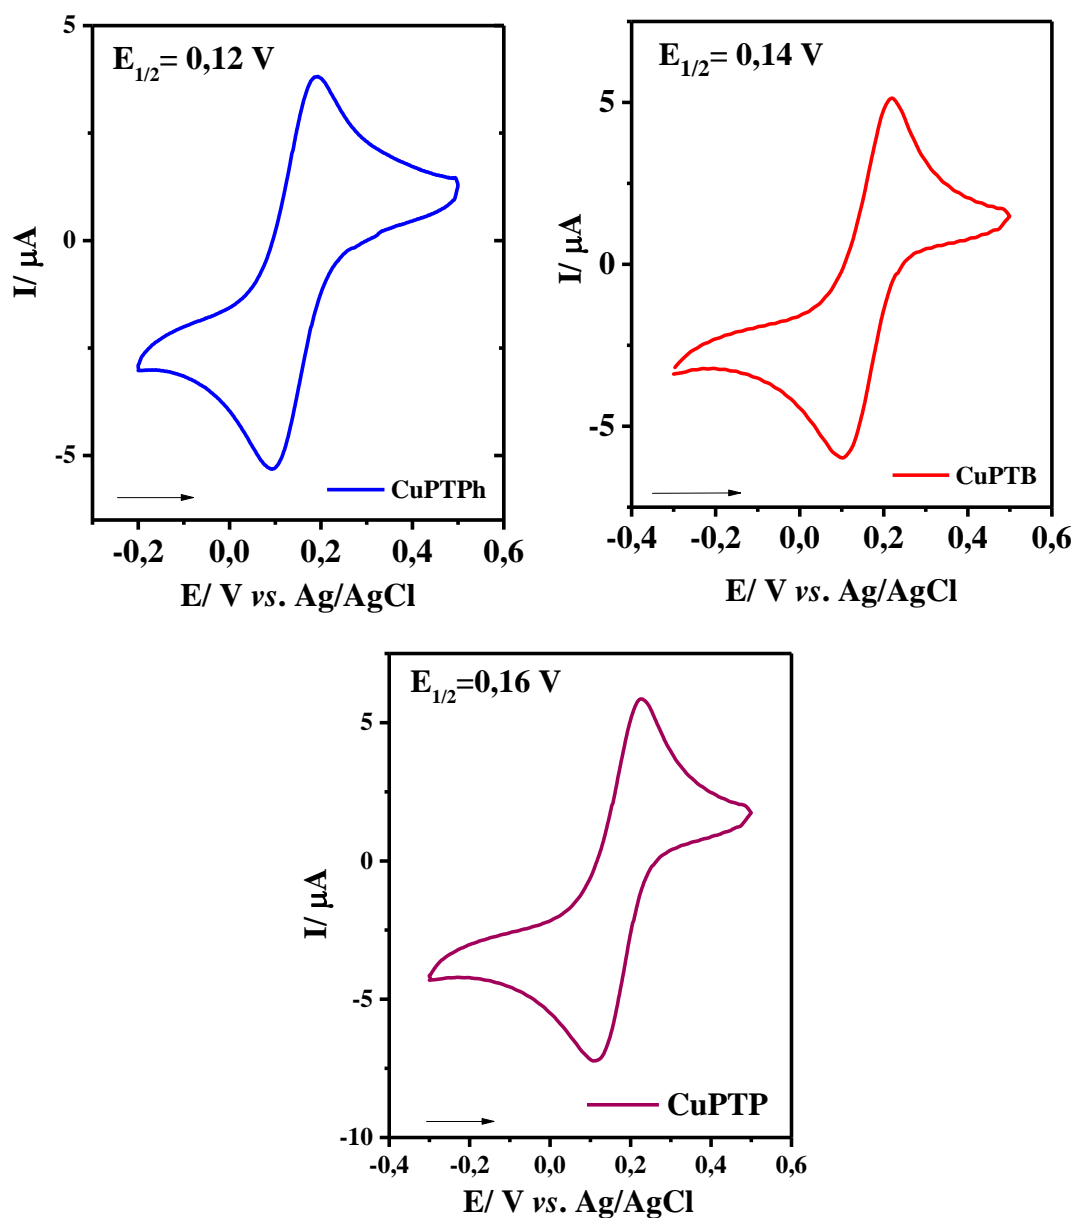 E1/2= 0,12 V
5
0
-5
I/ μA
CuPTPh
-0,2 0,0 0,2 0,4 0,6
E/ V vs. Ag/AgCl
E1/2= 0,14 V
5
0
-5
I/ μA
CuPTB
-0,4 -0,2 0,0 0,2 0,4 0,6
E/ V vs. Ag/AgCl
E1/2=0,16 V
5
0
-5
-10
I/ μA
CuPTP
-0,4 -0,2 0,0 0,2 0,4 0,6
E/ V vs. Ag/AgCl